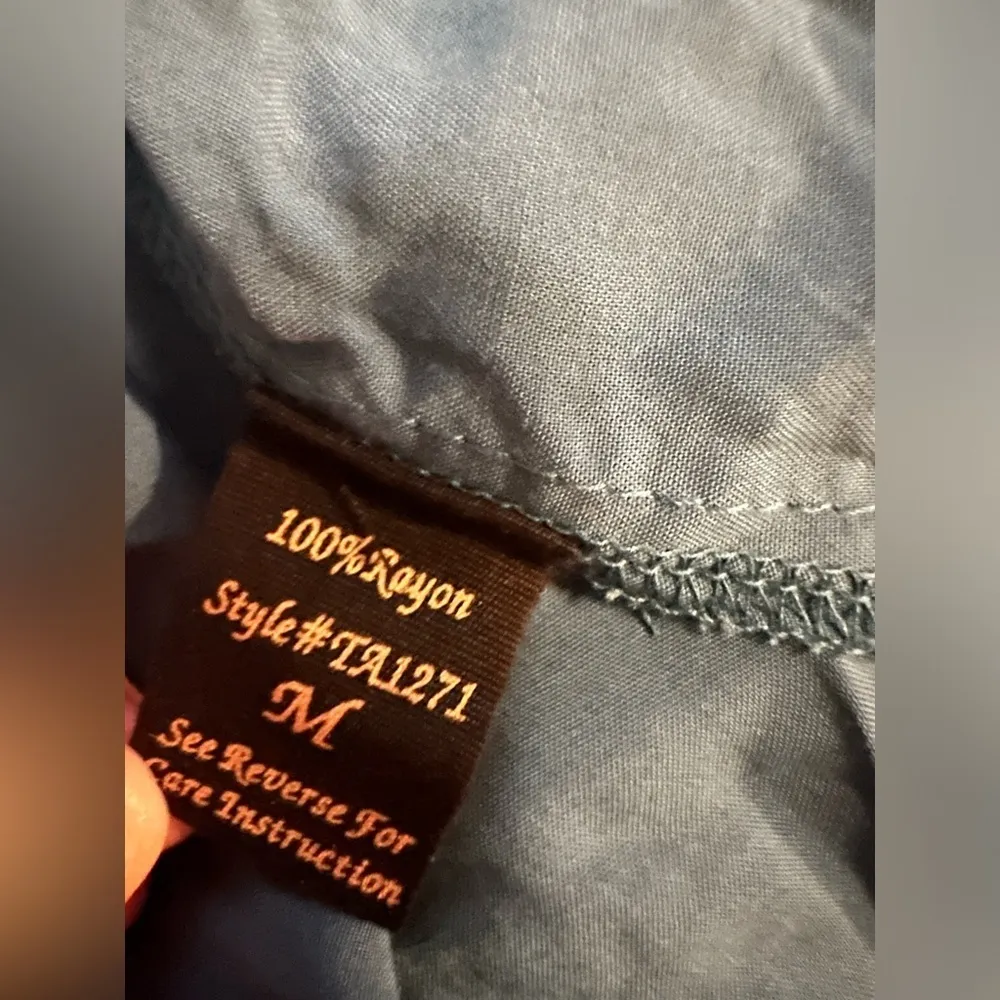 100%Rayon
Style#TA1271
M
See Reverse For
Care Instruction